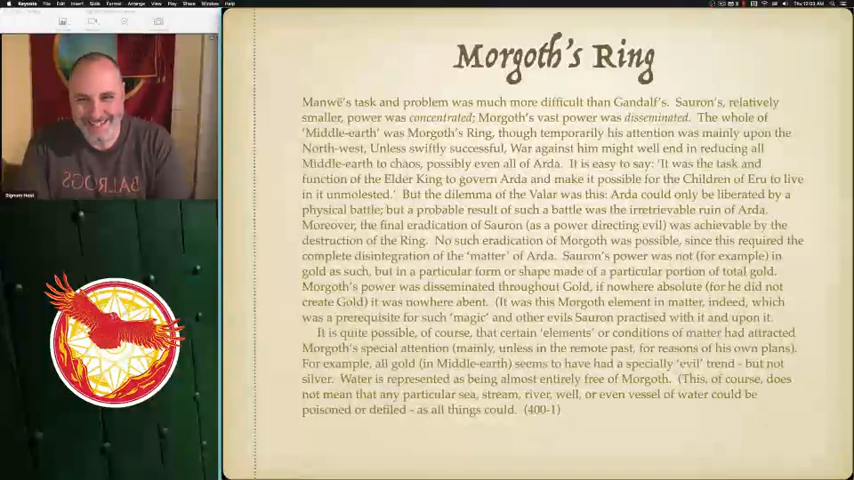 Keynote File Edit Insert Slide Format Arrange View Play Share Window Help
Morgoth's Ring
Manwë's task and problem was much more difficult than Gandalf's. Sauron's, relatively
smaller, power was concentrated; Morgoth's vast power was disseminated. The whole of
'Middle-earth' was Morgoth's Ring, though temporarily his attention was mainly upon the
North-west, Unless swiftly successful, War against him might well end in reducing all
Middle-earth to chaos, possibly even all of Arda. It is easy to say: 'It was the task and
function of the Elder King to govern Arda and make it possible for the Children of Eru to live
in it unmolested.' But the dilemma of the Valar was this: Arda could only be liberated by a
physical battle; but a probable result of such a battle was the irretrievable ruin of Arda.
Moreover, the final eradication of Sauron (as a power directing evil) was achievable by the
destruction of the Ring. No such eradication of Morgoth was possible, since this required the
complete disintegration of the 'matter' of Arda. Sauron's power was not (for example) in
gold as such, but in a particular form or shape made of a particular portion of total gold.
Morgoth's power was disseminated throughout Gold, if nowhere absolute (for he did not
create Gold) it was nowhere abent. (It was this Morgoth element in matter, indeed, which
was a prerequisite for such 'magic' and other evils Sauron practised with it and upon it.
It is quite possible, of course, that certain 'elements' or conditions of matter had attracted
Morgoth's special attention (mainly, unless in the remote past, for reasons of his own plans).
For example, all gold (in Middle-earth) seems to have had a specially 'evil' trend - but not
silver. Water is represented as being almost entirely free of Morgoth. (This, of course, does
not mean that any particular sea, stream, river, well, or even vessel of water could be
poisoned or defiled - as all things could. (400-1)
BALROGS
Signum Host